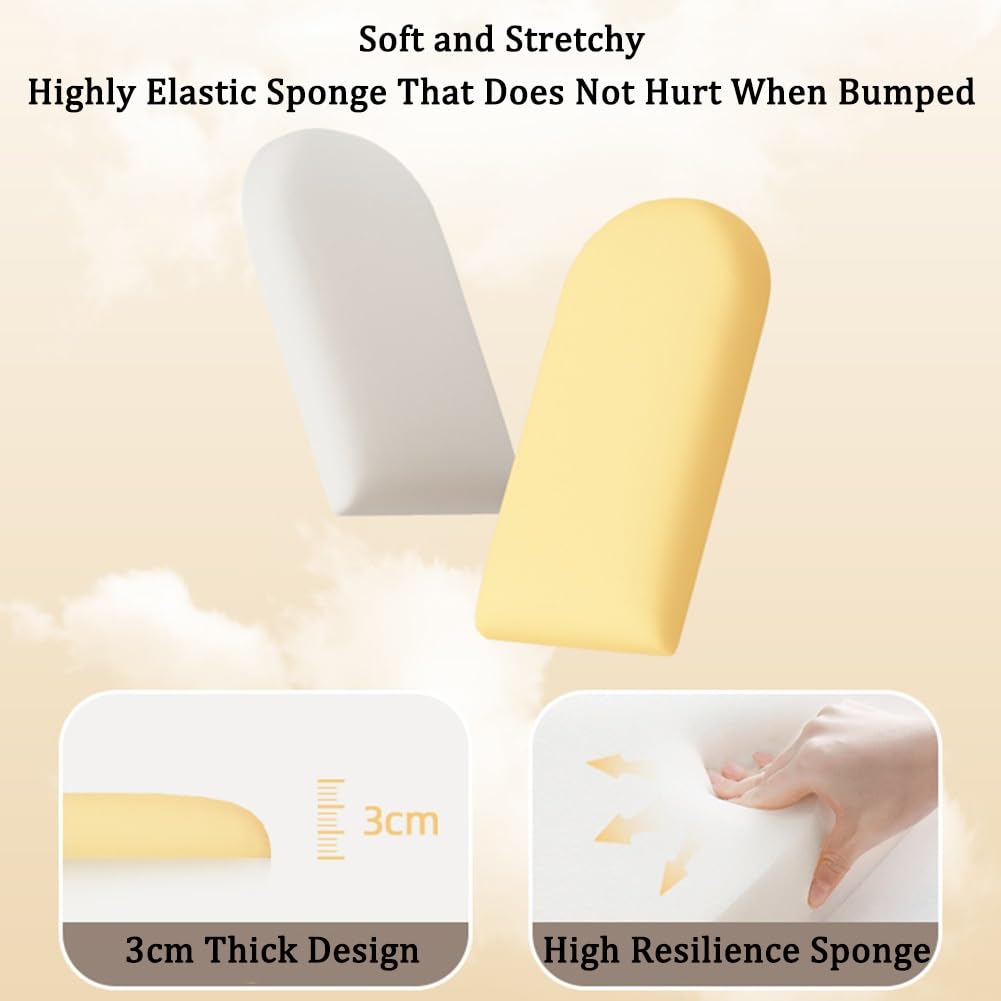 Soft and Stretchy
Highly Elastic Sponge That Does Not Hurt When Bumped
3cm
3cm Thick Design
High Resilience Sponge